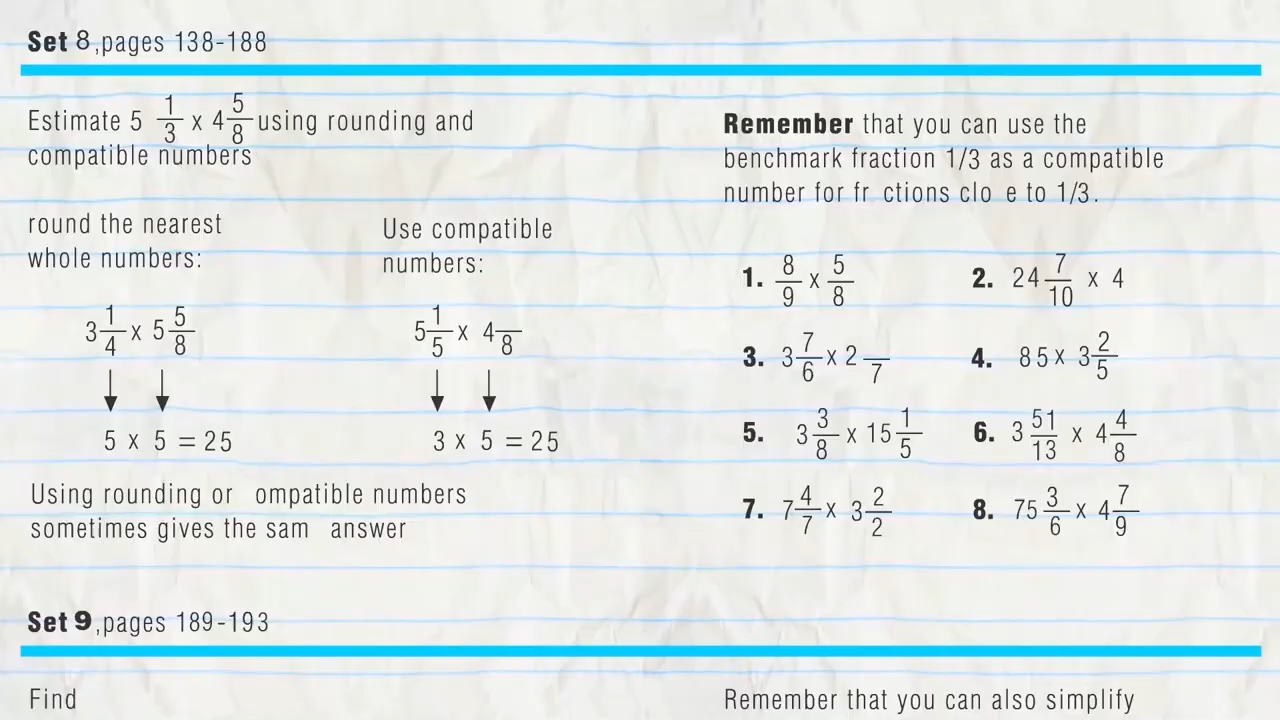 Set 8,pages 138-188
Estimate 5 1/3 x 4 5/8 using rounding and
compatible numbers
round the nearest
whole numbers:
3 1/4 x 5 5/8
5 x 5 = 25
Use compatible
numbers:
5 1/5 x 4 /8
3 x 5 = 25
Using rounding or ompatible numbers
sometimes gives the sam answer
Remember that you can use the
benchmark fraction 1/3 as a compatible
number for fr ctions clo e to 1/3.
1. 8/9 x 5/8
2. 24 7/10 x 4
3. 3 7/6 x 2 /7
4. 85 x 3 2/5
5. 3 3/8 x 15 1/5
6. 3 51/13 x 4 4/8
7. 7 4/7 x 3 2/2
8. 75 3/6 x 4 7/9
Set 9,pages 189-193
Find
Remember that you can also simplify